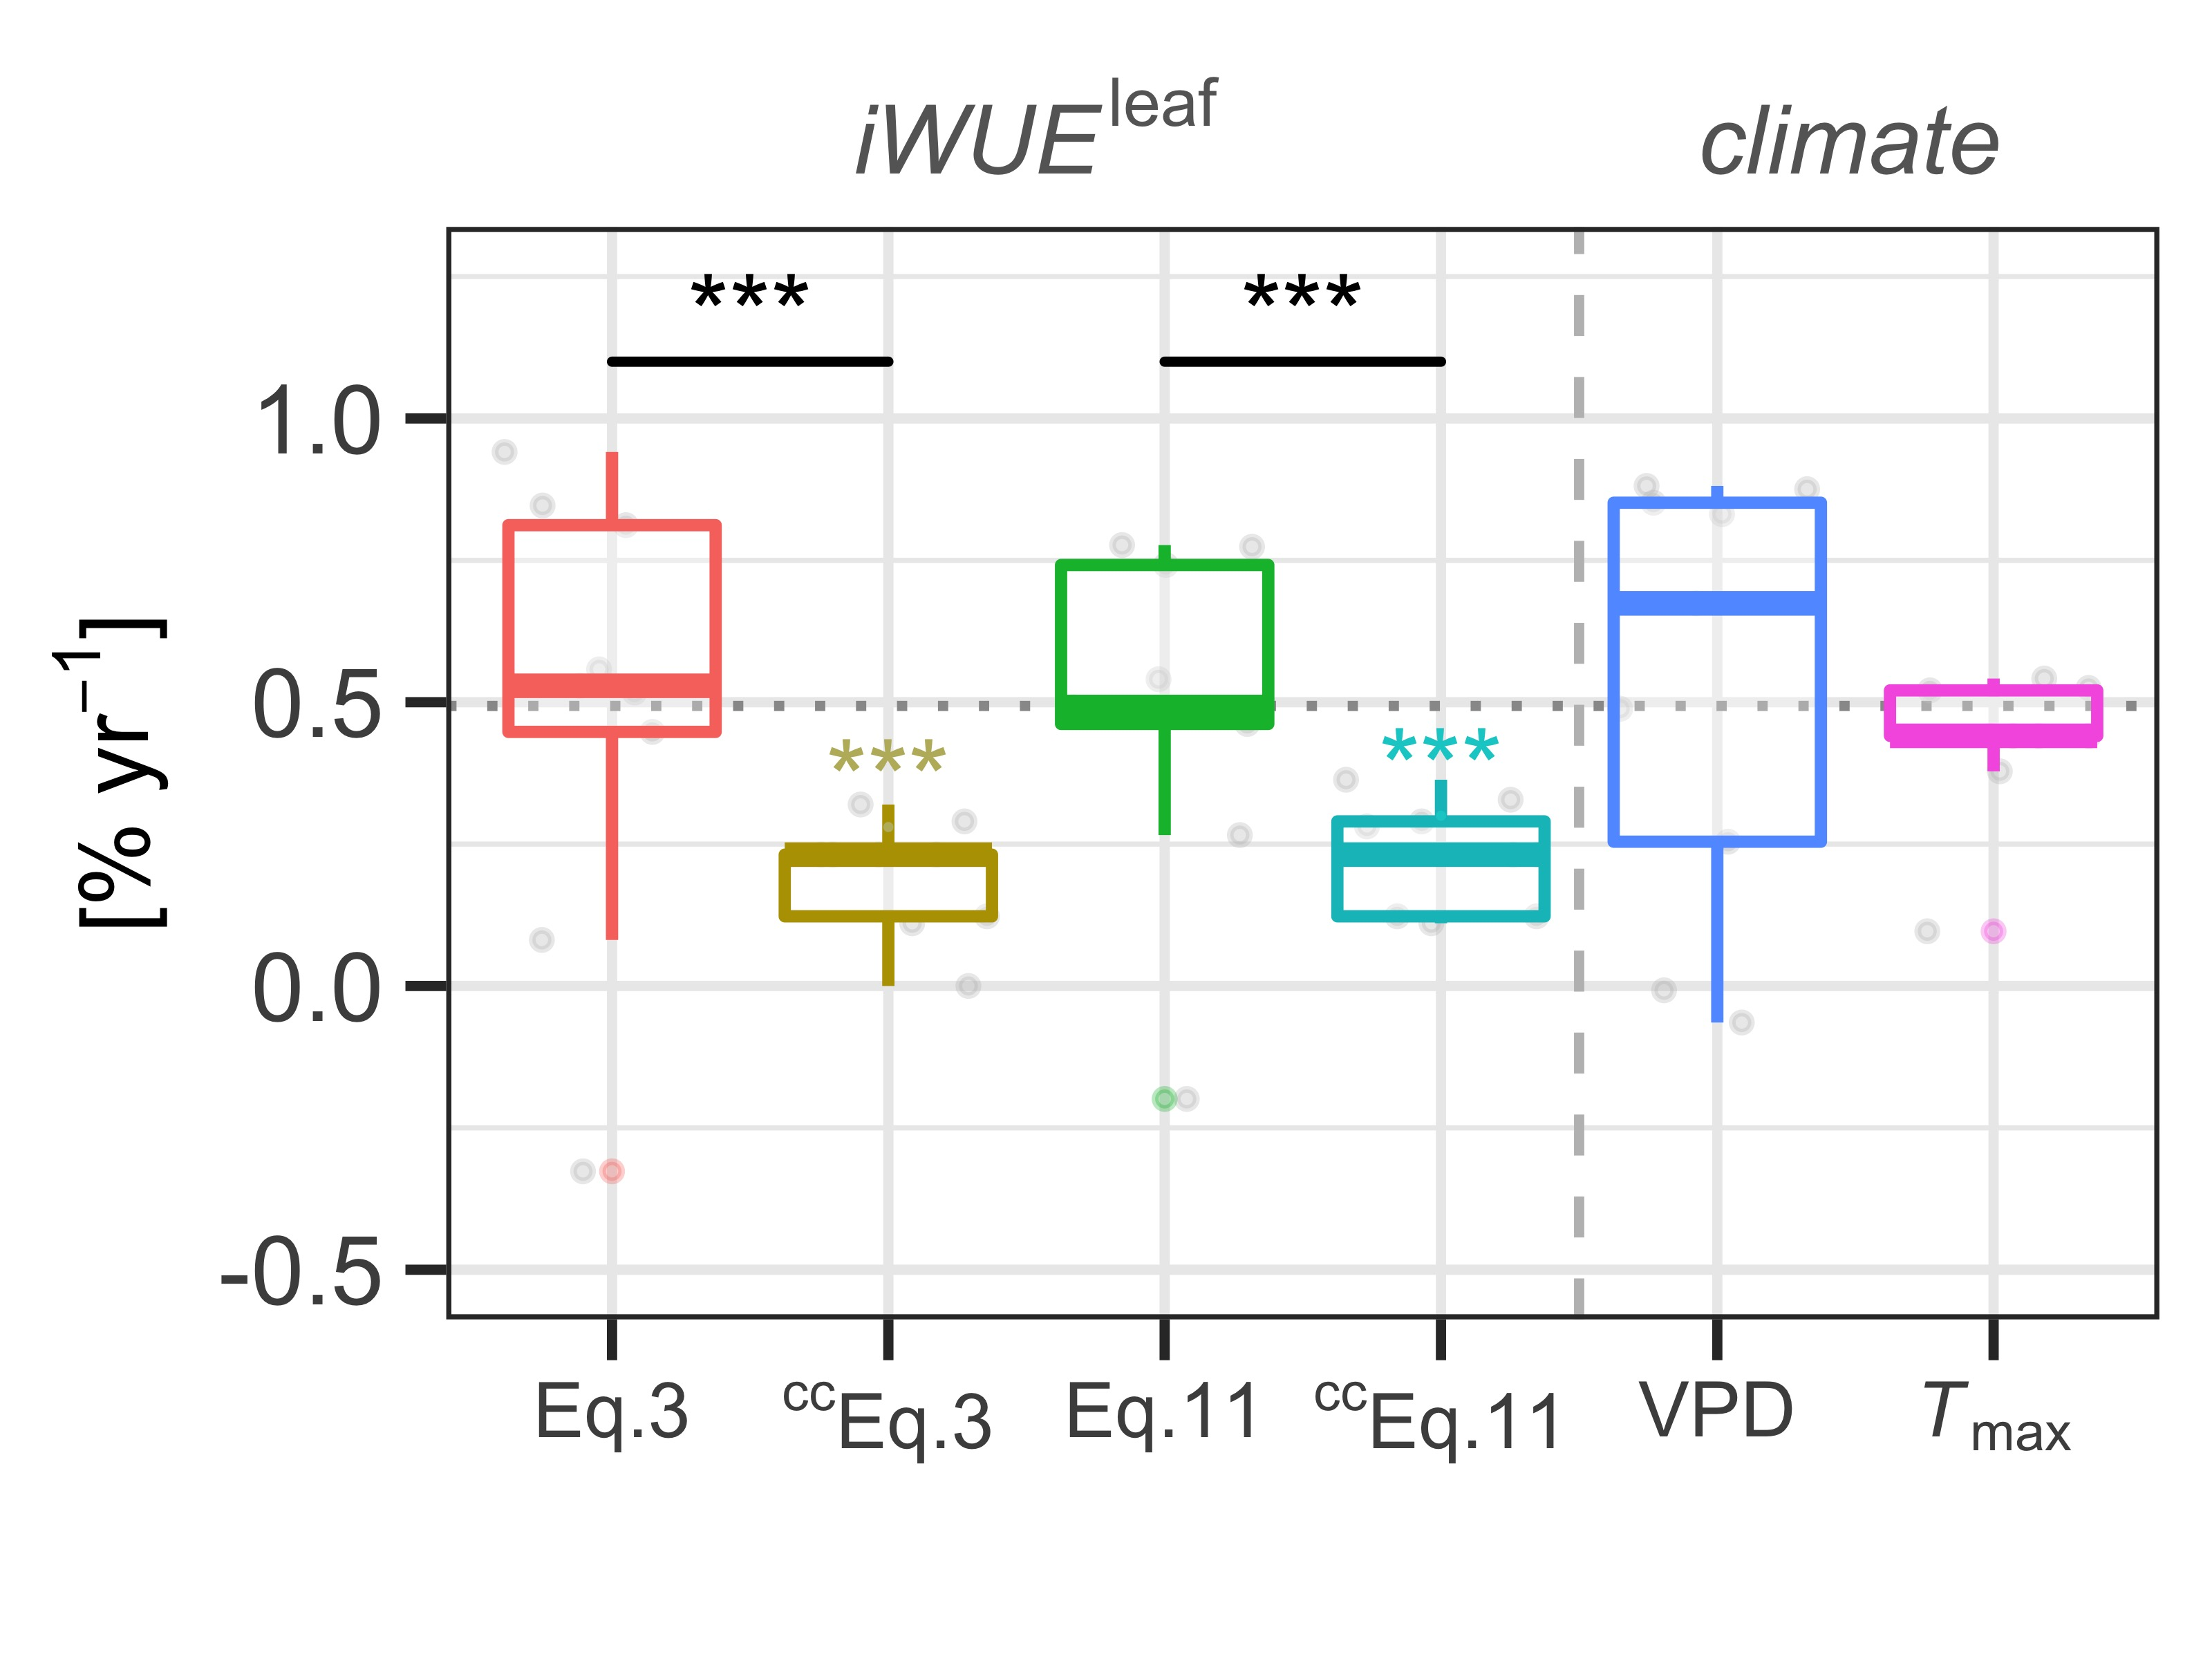 iWUE^leaf climate
*** ***
1.0
0.5
*** ***
0.0
-0.5
[% yr⁻¹]
Eq.3 ccEq.3 Eq.11 ccEq.11 VPD Tmax